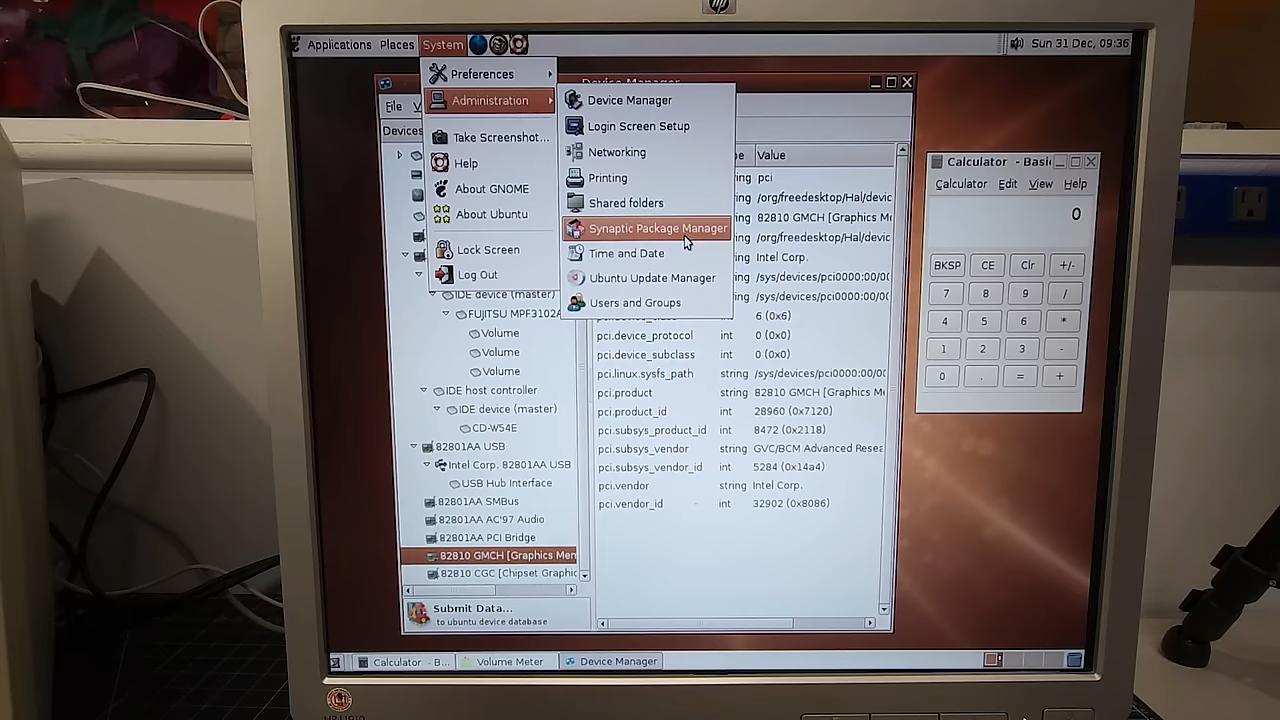 hp
Applications Places System
Sun 31 Dec, 09:36
Preferences
Administration
Take Screenshot...
Help
About GNOME
About Ubuntu
Lock Screen
Log Out
Device Manager
Login Screen Setup
Networking
Printing
Shared folders
Synaptic Package Manager
Time and Date
Ubuntu Update Manager
Users and Groups
Device Manager
File V
Devices
IDE device (master)
FUJITSU MPF3102A
Volume
Volume
Volume
IDE host controller
IDE device (master)
CD-W54E
82801AA USB
Intel Corp. 82801AA USB
USB Hub Interface
82801AA SMBus
82801AA AC'97 Audio
82801AA PCI Bridge
82810 GMCH [Graphics Mem
82810 CGC [Chipset Graphic
Submit Data...
to ubuntu device database
Value
pci
/org/freedesktop/Hal/devic
82810 GMCH [Graphics Me
/org/freedesktop/Hal/devic
Intel Corp.
/sys/devices/pci0000:00/00
/sys/devices/pci0000:00/00
6 (0x6)
pci.device_protocol int 0 (0x0)
pci.device_subclass int 0 (0x0)
pci.linux.sysfs_path string /sys/devices/pci0000:00/00
pci.product string 82810 GMCH [Graphics Me
pci.product_id int 28960 (0x7120)
pci.subsys_product_id int 8472 (0x2118)
pci.subsys_vendor string GVC/BCM Advanced Resea
pci.subsys_vendor_id int 5284 (0x14a4)
pci.vendor string Intel Corp.
pci.vendor_id int 32902 (0x8086)
Calculator - Basic
Calculator Edit View Help
0
BKSP CE Clr +/-
7 8 9 /
4 5 6 *
1 2 3 -
0 . = +
Calculator - B...
Volume Meter
Device Manager